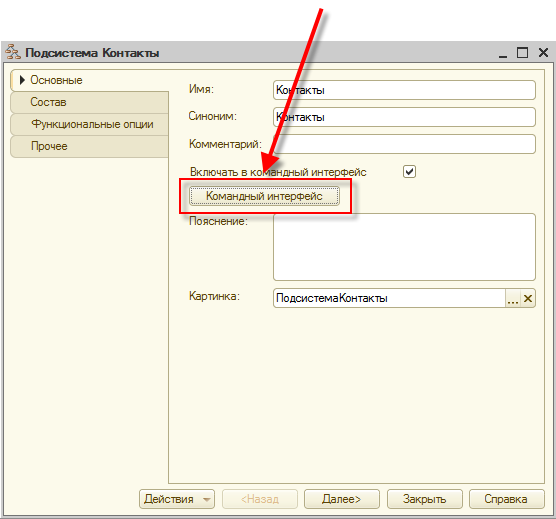 Подсистема Контакты
Основные
Состав
Функциональные опции
Прочее
Имя: Контакты
Синоним: Контакты
Комментарий:
Включать в командный интерфейс
Командный интерфейс
Пояснение:
Картинка: ПодсистемаКонтакты ...
Действия <Назад Далее> Закрыть Справка